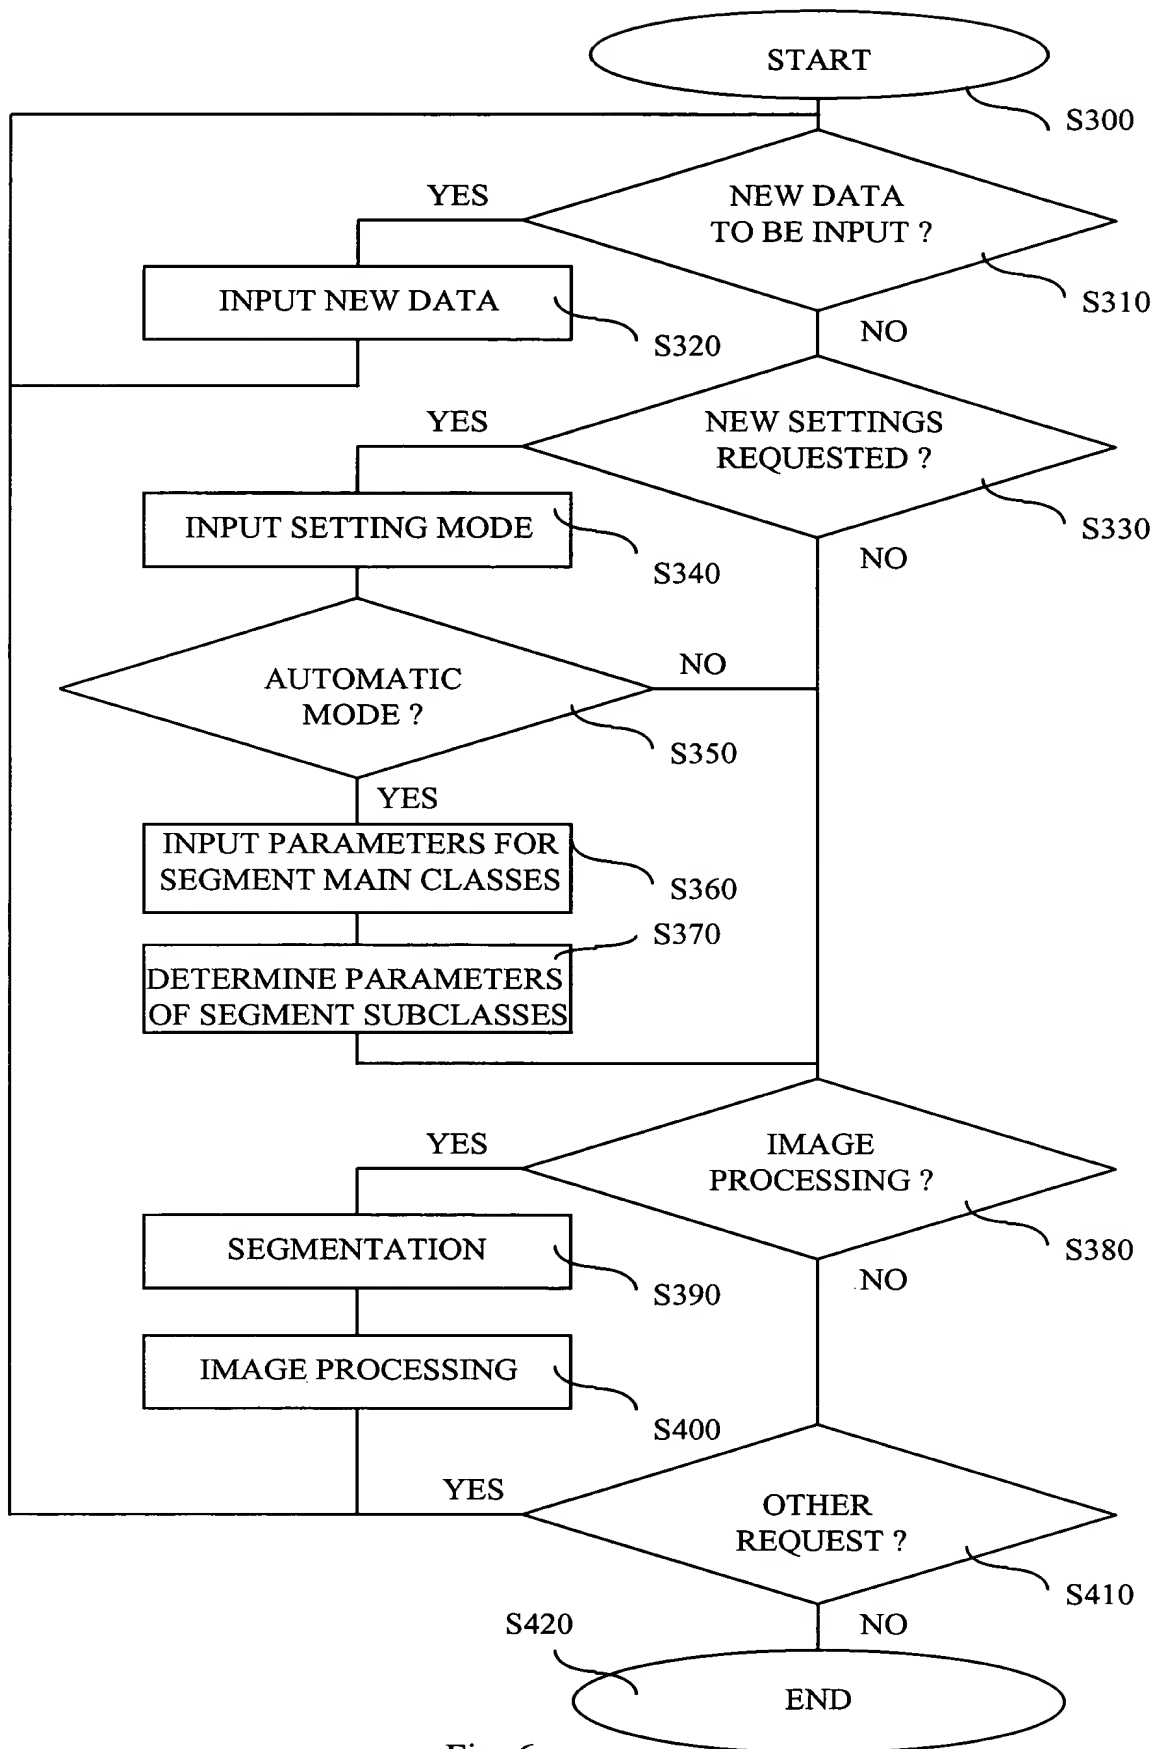 START
S300
YES
NEW DATA
TO BE INPUT ?
S310
INPUT NEW DATA
S320
NO
YES
NEW SETTINGS
REQUESTED ?
S330
INPUT SETTING MODE
S340
NO
AUTOMATIC
MODE ?
NO
S350
YES
INPUT PARAMETERS FOR
SEGMENT MAIN CLASSES
S360
S370
DETERMINE PARAMETERS
OF SEGMENT SUBCLASSES
YES
IMAGE
PROCESSING ?
S380
SEGMENTATION
S390
NO
IMAGE PROCESSING
S400
YES
OTHER
REQUEST ?
S410
S420
NO
END